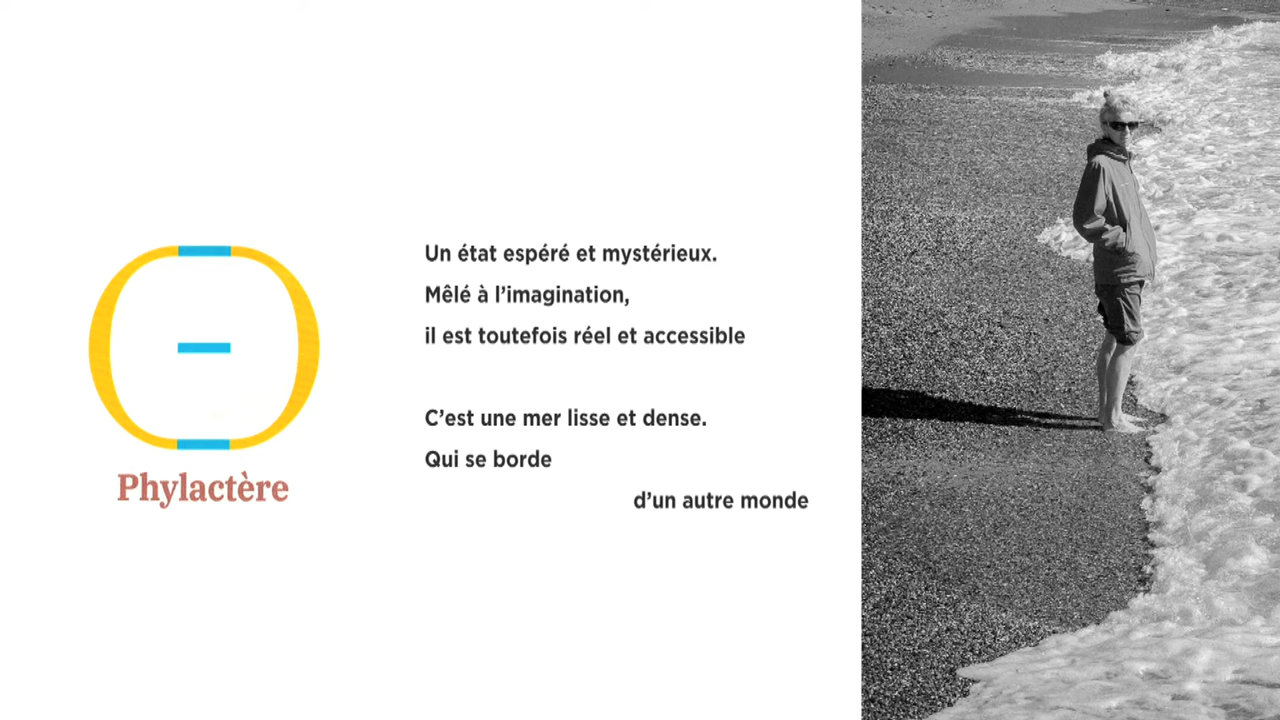 Phylactère
Un état espéré et mystérieux.
Mêlé à l’imagination,
il est toutefois réel et accessible
C’est une mer lisse et dense.
Qui se borde
d’un autre monde